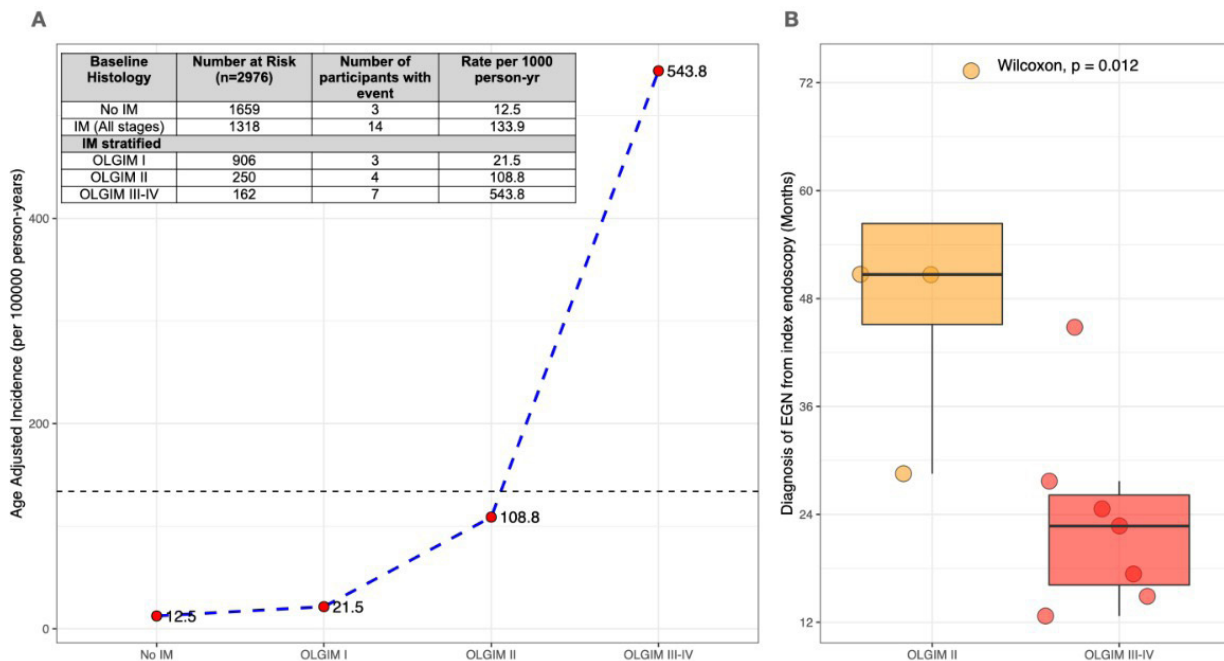 A
Baseline Histology | Number at Risk (n=2976) | Number of participants with event | Rate per 1000 person-yr
No IM | 1659 | 3 | 12.5
IM (All stages) | 1318 | 14 | 133.9
IM stratified
OLGIM I | 906 | 3 | 21.5
OLGIM II | 250 | 4 | 108.8
OLGIM III-IV | 162 | 7 | 543.8
Age Adjusted Incidence (per 100000 person-years)
400
200
0
12.5
21.5
108.8
543.8
No IM
OLGIM I
OLGIM II
OLGIM III-IV
B
Wilcoxon, p = 0.012
Diagnosis of EGN from index endoscopy (Months)
72
60
48
36
24
12
OLGIM II
OLGIM III-IV